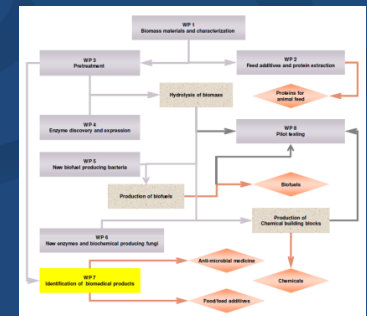 WP 1
Biomass materials and characterization
WP 3
Pretreatment
WP 2
Feed additives and protein extraction
Hydrolysis of biomass
Proteins for
animal feed
WP 4
Enzyme discovery and expression
WP 8
Pilot testing
WP 5
New biofuel producing bacteria
Production of biofuels
Biofuels
Production of
Chemical building blocks
WP 6
New enzymes and biochemical producing fungi
Anti-microbial medicine
WP 7
Identification of biomedical products
Chemicals
Food/feed additives